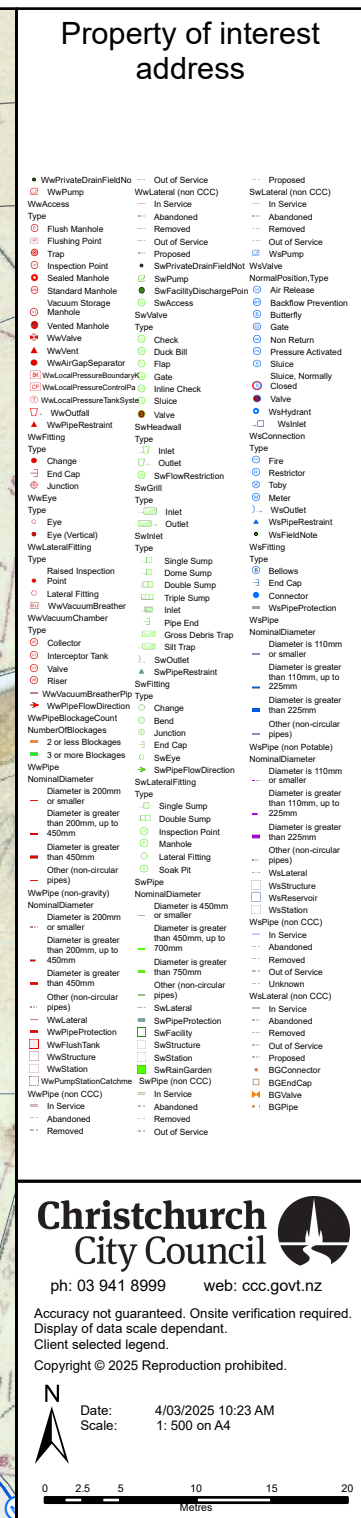 Property of interest
address
WwPrivateDrainFieldNo
WwPump
WwAccess
Type
Flush Manhole
Flushing Point
Trap
Inspection Point
Sealed Manhole
Standard Manhole
Vacuum Storage
Manhole
Vented Manhole
WwValve
WwVent
WwAirGapSeparator
WwLocalPressureBoundaryK
WwLocalPressureControlPa
WwLocalPressureTankSyste
WwOutfall
WwPipeRestraint
WwFitting
Type
Change
End Cap
Junction
WwEye
Type
Eye
Eye (Vertical)
WwLateralFitting
Type
Raised Inspection
Point
Lateral Fitting
WwVacuumBreather
WwVacuumChamber
Type
Collector
Interceptor Tank
Valve
Riser
WwVacuumBreatherPip
WwPipeFlowDirection
WwPipeBlockageCount
NumberOfBlockages
2 or less Blockages
3 or more Blockages
WwPipe
NominalDiameter
Diameter is 200mm
or smaller
Diameter is greater
than 200mm, up to
450mm
Diameter is greater
than 450mm
Other (non-circular
pipes)
WwPipe (non-gravity)
NominalDiameter
Diameter is 200mm
or smaller
Diameter is greater
than 200mm, up to
450mm
Diameter is greater
than 450mm
Other (non-circular
pipes)
WwLateral
WwPipeProtection
WwFlushTank
WwStructure
WwStation
WwPumpStationCatchme
WwPipe (non CCC)
In Service
Abandoned
Removed
Out of Service
WwLateral (non CCC)
In Service
Abandoned
Removed
Out of Service
Proposed
SwPrivateDrainFieldNot
SwPump
SwFacilityDischargePoin
SwAccess
SwValve
Type
Check
Duck Bill
Flap
Gate
Inline Check
Sluice
Valve
SwHeadwall
Type
Inlet
Outlet
SwFlowRestriction
SwGrill
Type
Inlet
Outlet
SwInlet
Type
Single Sump
Dome Sump
Double Sump
Triple Sump
Inlet
Pipe End
Gross Debris Trap
Silt Trap
SwOutlet
SwPipeRestraint
SwFitting
Type
Change
Bend
Junction
End Cap
SwEye
SwPipeFlowDirection
SwLateralFitting
Type
Single Sump
Double Sump
Inspection Point
Manhole
Lateral Fitting
Soak Pit
SwPipe
NominalDiameter
Diameter is 450mm
or smaller
Diameter is greater
than 450mm, up to
700mm
Diameter is greater
than 750mm
Other (non-circular
pipes)
SwLateral
SwPipeProtection
SwFacility
SwStructure
SwStation
SwRainGarden
SwPipe (non CCC)
In Service
Abandoned
Removed
Out of Service
Proposed
SwLateral (non CCC)
In Service
Abandoned
Removed
Out of Service
WsPump
WsValve
NormalPosition,Type
Air Release
Backflow Prevention
Butterfly
Gate
Non Return
Pressure Activated
Sluice
Sluice, Normally
Closed
Valve
WsHydrant
WsInlet
WsConnection
Type
Fire
Restrictor
Toby
Meter
WsOutlet
WsPipeRestraint
WsFieldNote
WsFitting
Type
Bellows
End Cap
Connector
WsPipeProtection
WsPipe
NominalDiameter
Diameter is 110mm
or smaller
Diameter is greater
than 110mm, up to
225mm
Diameter is greater
than 225mm
Other (non-circular
pipes)
WsPipe (non Potable)
NominalDiameter
Diameter is 110mm
or smaller
Diameter is greater
than 110mm, up to
225mm
Diameter is greater
than 225mm
Other (non-circular
pipes)
WsLateral
WsStructure
WsReservoir
WsStation
WsPipe (non CCC)
In Service
Abandoned
Removed
Out of Service
Unknown
WsLateral (non CCC)
In Service
Abandoned
Removed
Out of Service
Proposed
BGConnector
BGEndCap
BGValve
BGPipe
Christchurch
City Council
ph: 03 941 8999 web: ccc.govt.nz
Accuracy not guaranteed. Onsite verification required.
Display of data scale dependant.
Client selected legend.
Copyright © 2025 Reproduction prohibited.
N
Date: 4/03/2025 10:23 AM
Scale: 1: 500 on A4
0 2.5 5 10 15 20
Metres